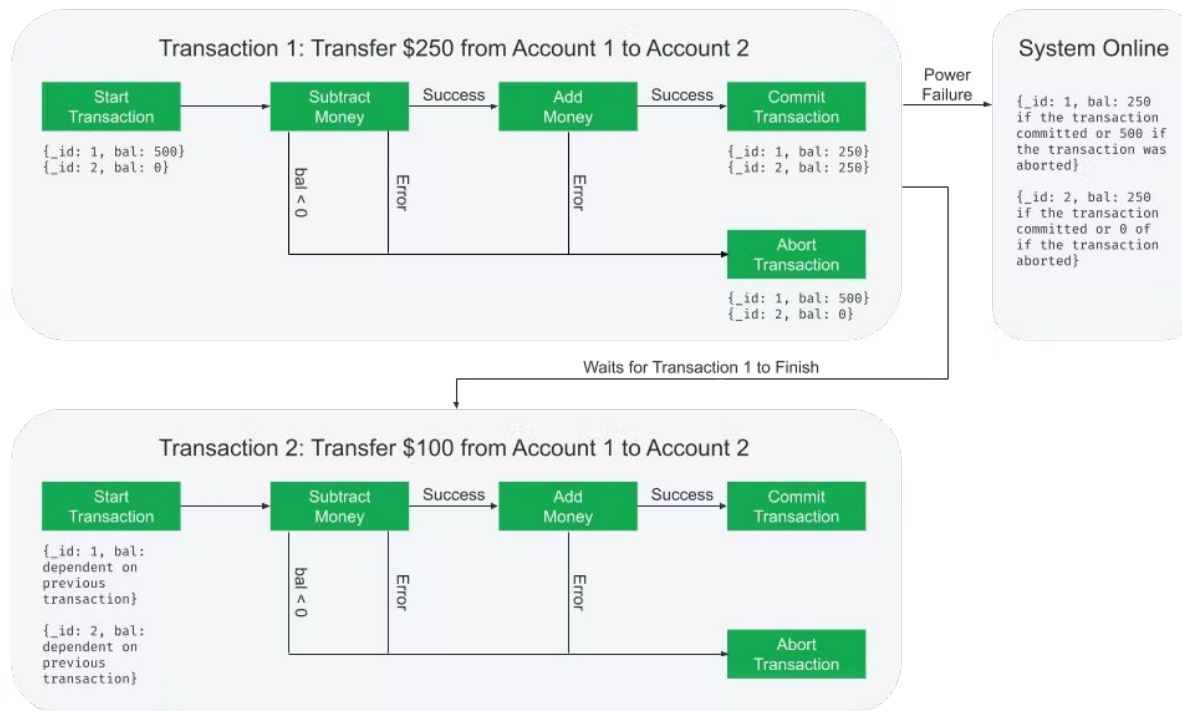 Transaction 1: Transfer $250 from Account 1 to Account 2
Start
Transaction
Subtract
Money
Success
Add
Money
Success
Commit
Transaction
{_id: 1, bal: 500}
{_id: 2, bal: 0}
{_id: 1, bal: 250}
{_id: 2, bal: 250}
bal < 0
Error
Error
Abort
Transaction
{_id: 1, bal: 500}
{_id: 2, bal: 0}
Power
Failure
System Online
{_id: 1, bal: 250
if the transaction
committed or 500 if
the transaction was
aborted}
{_id: 2, bal: 250
if the transaction
committed or 0 of
if the transaction
aborted}
Waits for Transaction 1 to Finish
Transaction 2: Transfer $100 from Account 1 to Account 2
Start
Transaction
Subtract
Money
Success
Add
Money
Success
Commit
Transaction
{_id: 1, bal:
dependent on
previous
transaction}
{_id: 2, bal:
dependent on
previous
transaction}
bal < 0
Error
Error
Abort
Transaction